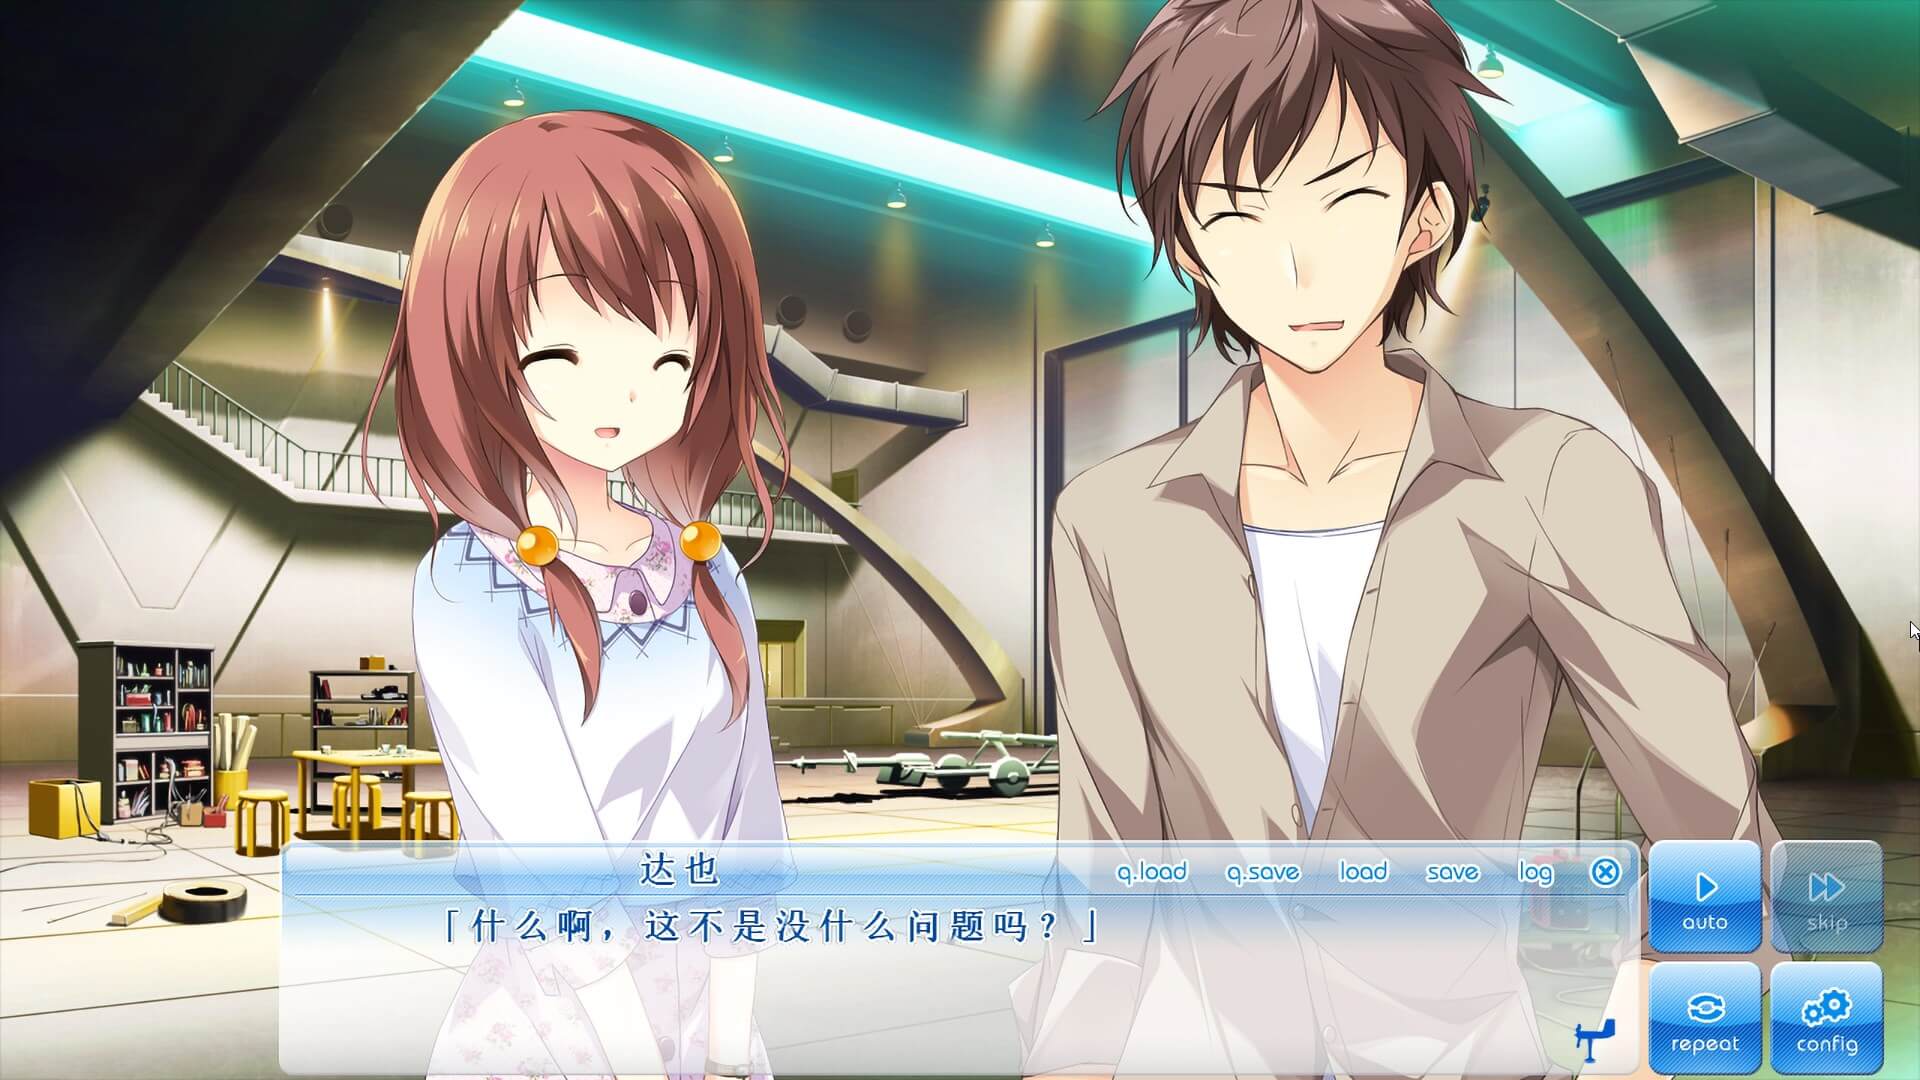 达也
q.load q.save load save log
「什么啊，这不是没什么问题吗？」
auto
skip
repeat
config